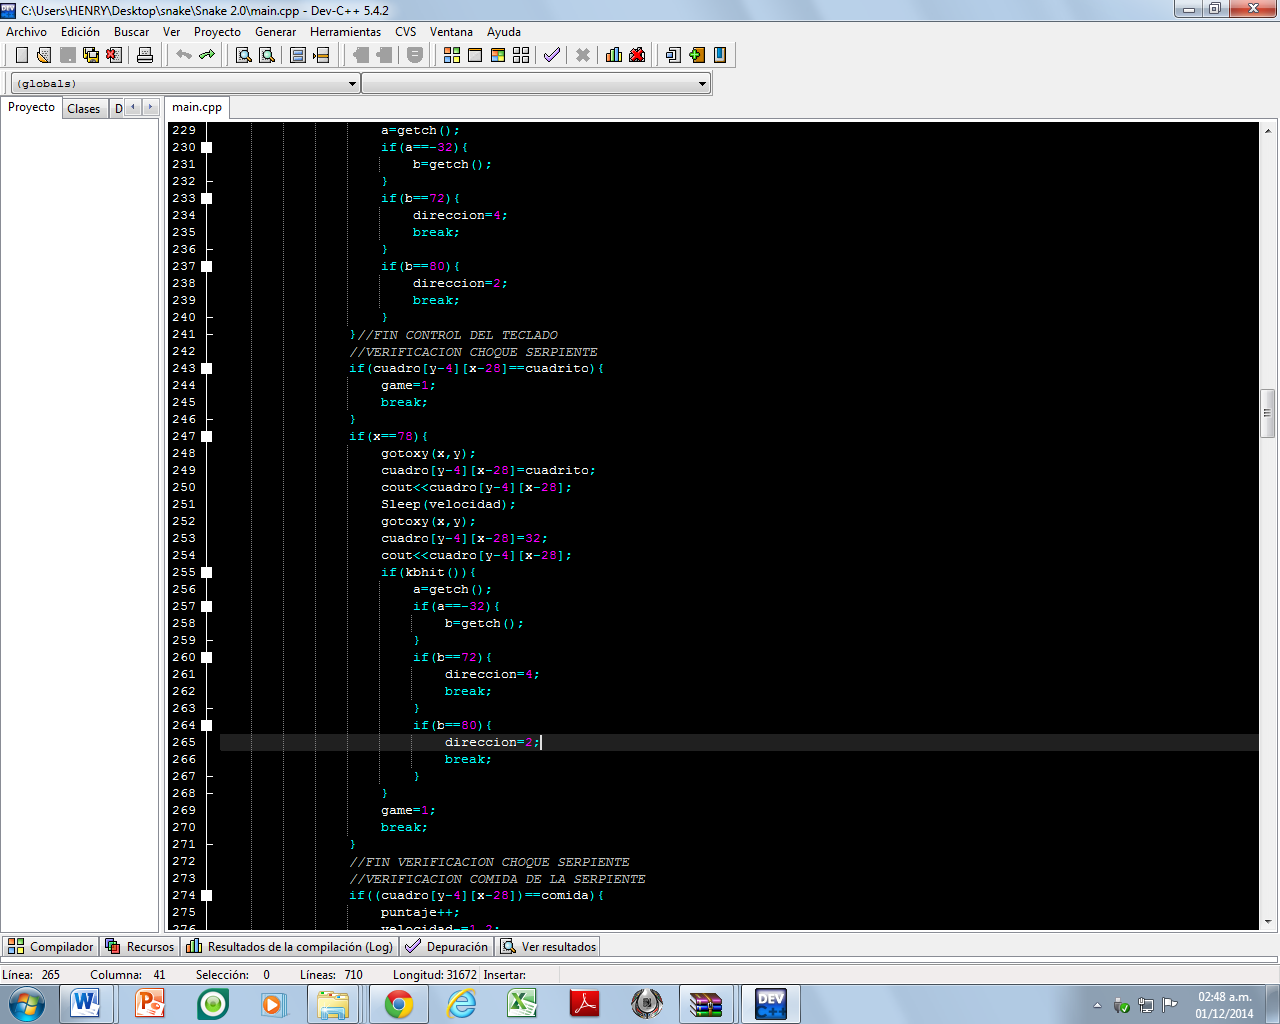 C:\Users\HENRY\Desktop\snake\Snake 2.0\main.cpp - Dev-C++ 5.4.2
Archivo Edición Buscar Ver Proyecto Generar Herramientas CVS Ventana Ayuda
(globals)
Proyecto Clases D main.cpp
229 a=getch();
230 if(a==-32){
231 b=getch();
232 }
233 if(b==72){
234 direccion=4;
235 break;
236 }
237 if(b==80){
238 direccion=2;
239 break;
240 }
241 }//FIN CONTROL DEL TECLADO
242 //VERIFICACION CHOQUE SERPIENTE
243 if(cuadro[y-4][x-28]==cuadrito){
244 game=1;
245 break;
246 }
247 if(x==78){
248 gotoxy(x,y);
249 cuadro[y-4][x-28]=cuadrito;
250 cout<<cuadro[y-4][x-28];
251 Sleep(velocidad);
252 gotoxy(x,y);
253 cuadro[y-4][x-28]=32;
254 cout<<cuadro[y-4][x-28];
255 if(kbhit()){
256 a=getch();
257 if(a==-32){
258 b=getch();
259 }
260 if(b==72){
261 direccion=4;
262 break;
263 }
264 if(b==80){
265 direccion=2;
266 break;
267 }
268 }
269 game=1;
270 break;
271 }
272 //FIN VERIFICACION CHOQUE SERPIENTE
273 //VERIFICACION COMIDA DE LA SERPIENTE
274 if((cuadro[y-4][x-28])==comida){
275 puntaje++;
Compilador Recursos Resultados de la compilación (Log) Depuración Ver resultados
Línea: 265 Columna: 41 Selección: 0 Líneas: 710 Longitud: 31672 Insertar:
DEV C++
02:48 a.m.
01/12/2014